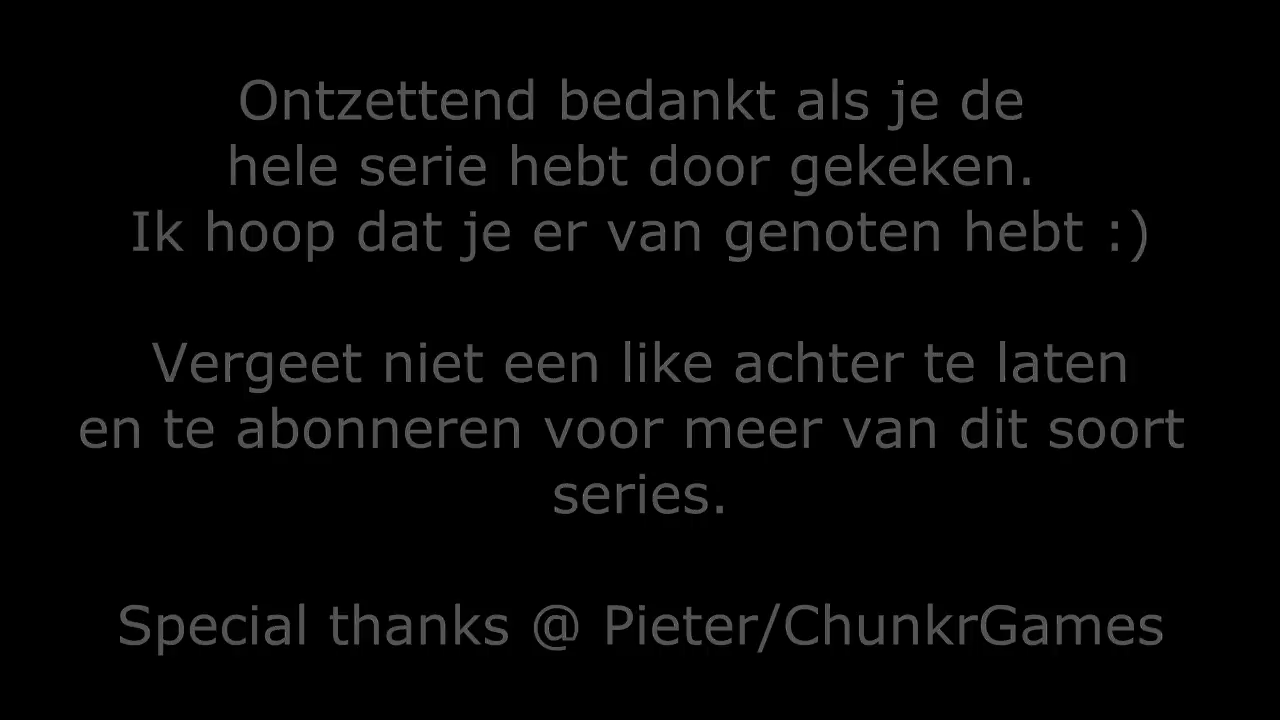 Ontzettend bedankt als je de
hele serie hebt door gekeken.
Ik hoop dat je er van genoten hebt :)
Vergeet niet een like achter te laten
en te abonneren voor meer van dit soort
series.
Special thanks @ Pieter/ChunkrGames